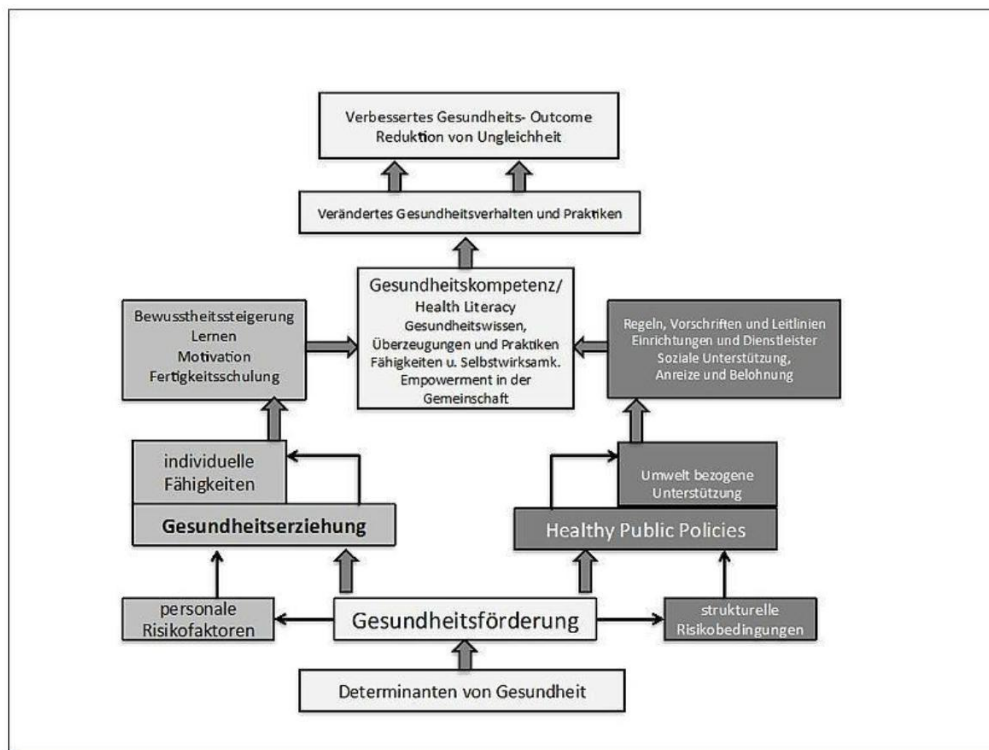 Verbessertes Gesundheits- Outcome
Reduktion von Ungleichheit
Verändertes Gesundheitsverhalten und Praktiken
Gesundheitskompetenz/
Health Literacy
Gesundheitswissen,
Überzeugungen und Praktiken
Fähigkeiten u. Selbstwirksamk.
Empowerment in der
Gemeinschaft
Bewusstheitssteigerung
Lernen
Motivation
Fertigkeitsschulung
Regeln, Vorschriften und Leitlinien
Einrichtungen und Dienstleister
Soziale Unterstützung,
Anreize und Belohnung
individuelle
Fähigkeiten
Gesundheitserziehung
Umwelt bezogene
Unterstützung
Healthy Public Policies
personale
Risikofaktoren
Gesundheitsförderung
strukturelle
Risikobedingungen
Determinanten von Gesundheit